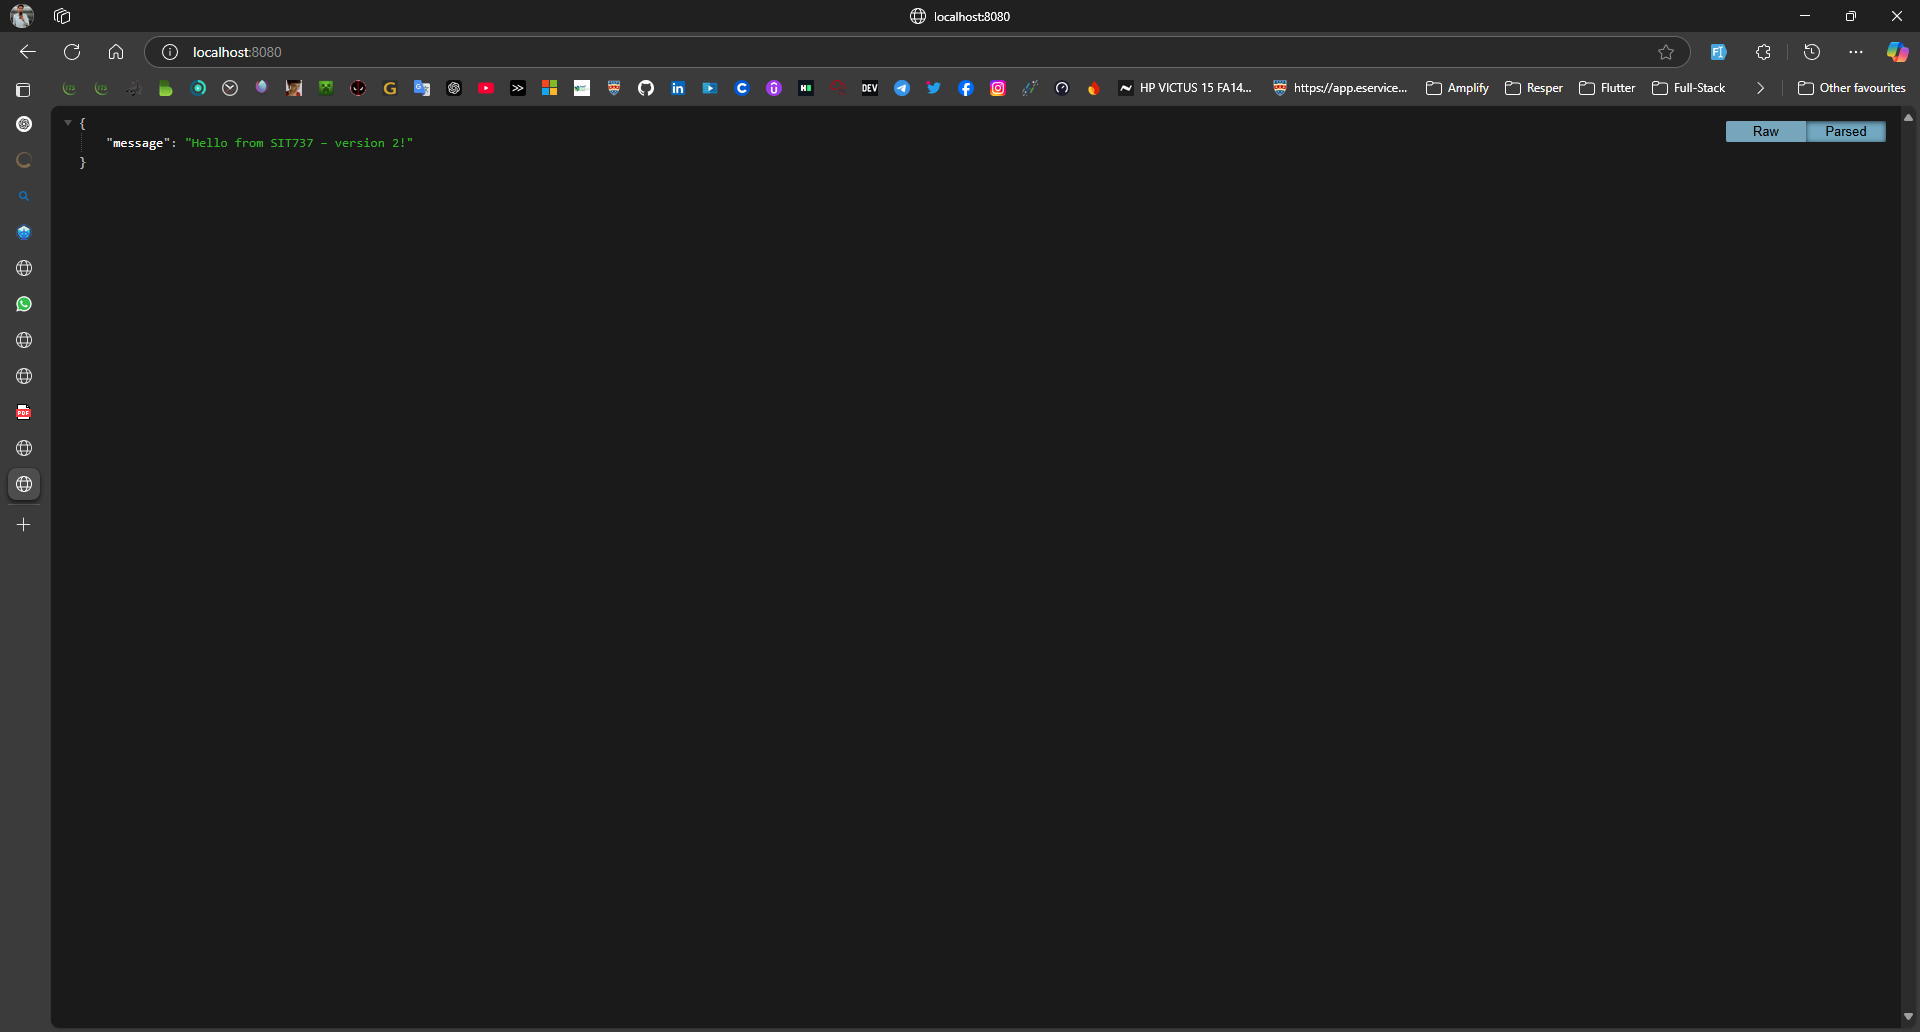 localhost:8080
localhost:8080
HP VICTUS 15 FA14...
https://app.eservice...
Amplify
Resper
Flutter
Full-Stack
Other favourites
{
"message": "Hello from SIT737 - version 2!"
}
Raw
Parsed